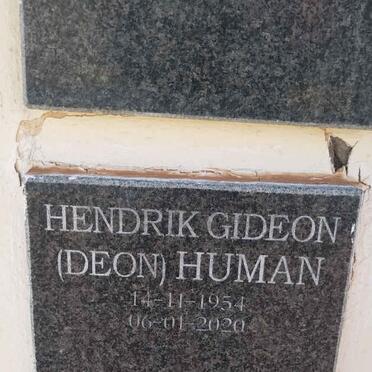 HENDRIK GIDEON
(DEON) HUMAN
14-11-1954
06-01-2020